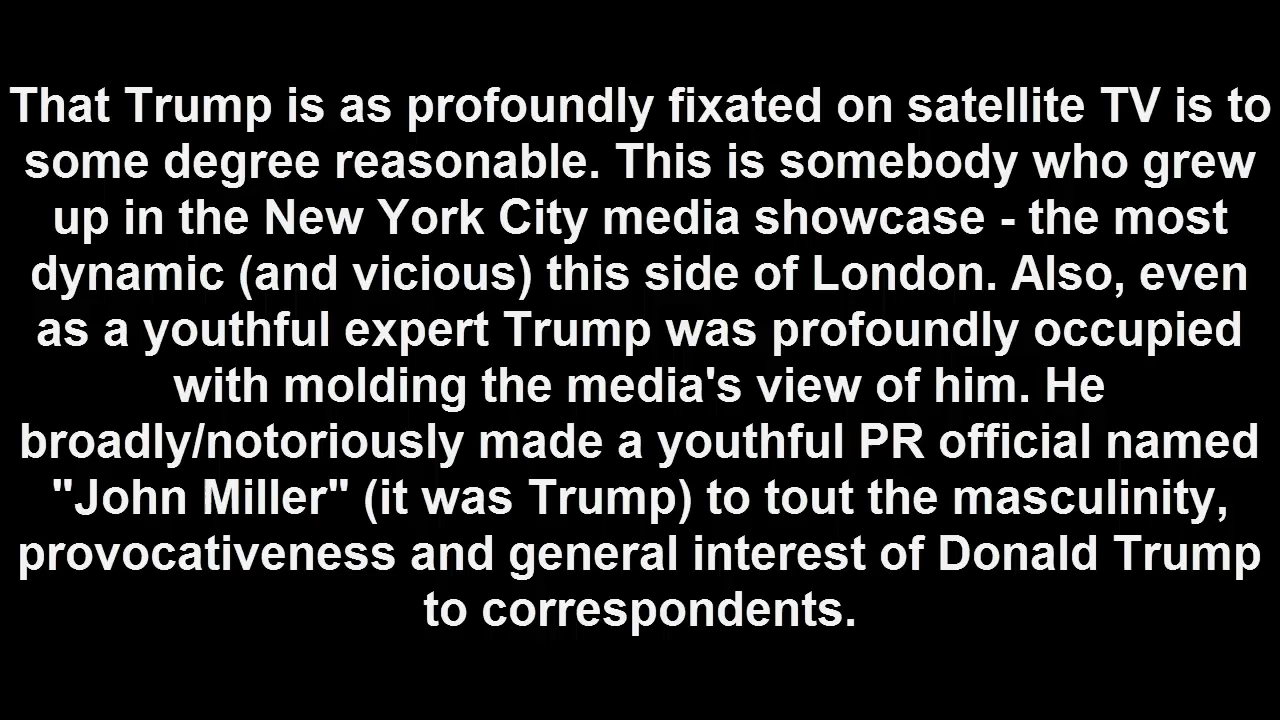 That Trump is as profoundly fixated on satellite TV is to
some degree reasonable. This is somebody who grew
up in the New York City media showcase - the most
dynamic (and vicious) this side of London. Also, even
as a youthful expert Trump was profoundly occupied
with molding the media's view of him. He
broadly/notoriously made a youthful PR official named
"John Miller" (it was Trump) to tout the masculinity,
provocativeness and general interest of Donald Trump
to correspondents.